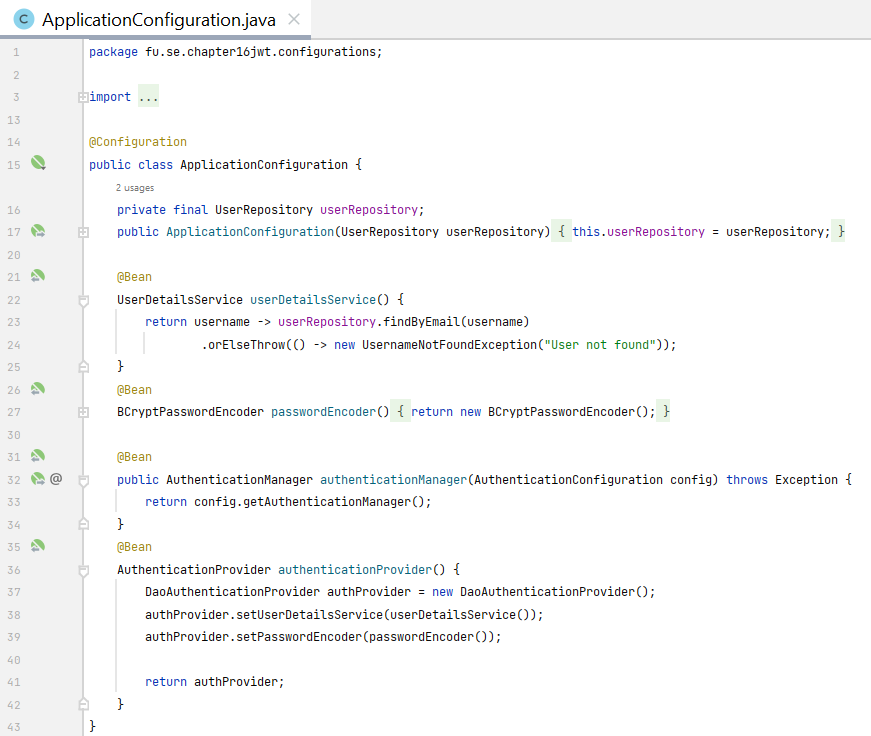 C ApplicationConfiguration.java ×
1 package fu.se.chapter16jwt.configurations;
2
3 import ...
13
14 @Configuration
15 public class ApplicationConfiguration {
2 usages
16 private final UserRepository userRepository;
17 public ApplicationConfiguration(UserRepository userRepository) { this.userRepository = userRepository; }
20
21 @Bean
22 UserDetailsService userDetailsService() {
23 return username -> userRepository.findByEmail(username)
24 .orElseThrow(() -> new UsernameNotFoundException("User not found"));
25 }
26 @Bean
27 BCryptPasswordEncoder passwordEncoder() { return new BCryptPasswordEncoder(); }
30
31 @Bean
32 @ public AuthenticationManager authenticationManager(AuthenticationConfiguration config) throws Exception {
33 return config.getAuthenticationManager();
34 }
35 @Bean
36 AuthenticationProvider authenticationProvider() {
37 DaoAuthenticationProvider authProvider = new DaoAuthenticationProvider();
38 authProvider.setUserDetailsService(userDetailsService());
39 authProvider.setPasswordEncoder(passwordEncoder());
40
41 return authProvider;
42 }
43 }